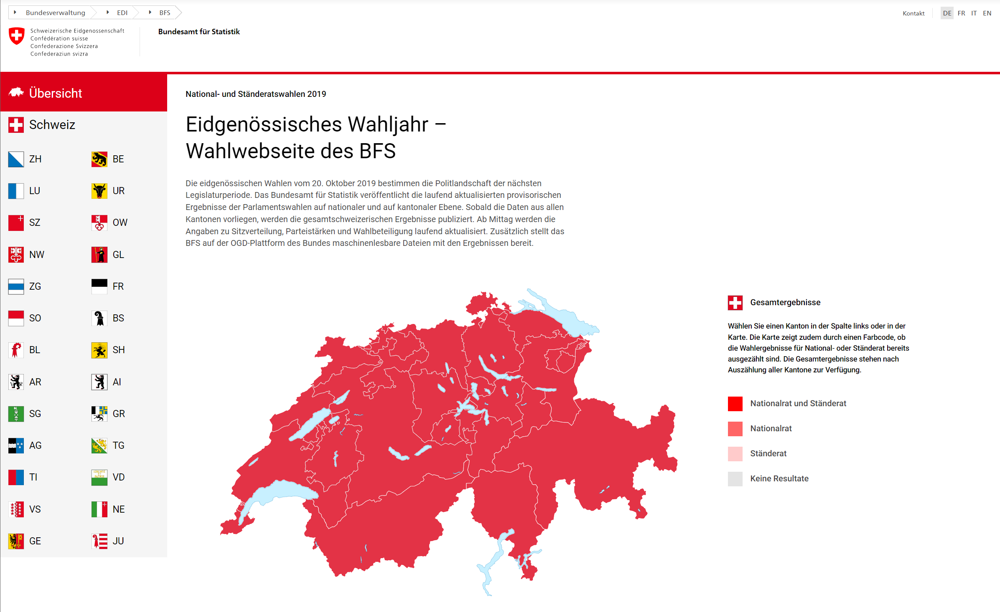 Bundesverwaltung EDI BFS
Kontakt DE FR IT EN
Schweizerische Eidgenossenschaft
Confédération suisse
Confederazione Svizzera
Confederaziun svizra
Bundesamt für Statistik
Übersicht
Schweiz
ZH BE
LU UR
SZ OW
NW GL
ZG FR
SO BS
BL SH
AR AI
SG GR
AG TG
TI VD
VS NE
GE JU
National- und Ständeratswahlen 2019
Eidgenössisches Wahljahr –
Wahlwebseite des BFS
Die eidgenössischen Wahlen vom 20. Oktober 2019 bestimmen die Politlandschaft der nächsten
Legislaturperiode. Das Bundesamt für Statistik veröffentlicht die laufend aktualisierten provisorischen
Ergebnisse der Parlamentswahlen auf nationaler und auf kantonaler Ebene. Sobald die Daten aus allen
Kantonen vorliegen, werden die gesamtschweizerischen Ergebnisse publiziert. Ab Mittag werden die
Angaben zu Sitzverteilung, Parteistärken und Wahlbeteiligung laufend aktualisiert. Zusätzlich stellt das
BFS auf der OGD-Plattform des Bundes maschinenlesbare Dateien mit den Ergebnissen bereit.
Gesamtergebnisse
Wählen Sie einen Kanton in der Spalte links oder in der
Karte. Die Karte zeigt zudem durch einen Farbcode, ob
die Wahlergebnisse für National- oder Ständerat bereits
ausgezählt sind. Die Gesamtergebnisse stehen nach
Auszählung aller Kantone zur Verfügung.
Nationalrat und Ständerat
Nationalrat
Ständerat
Keine Resultate